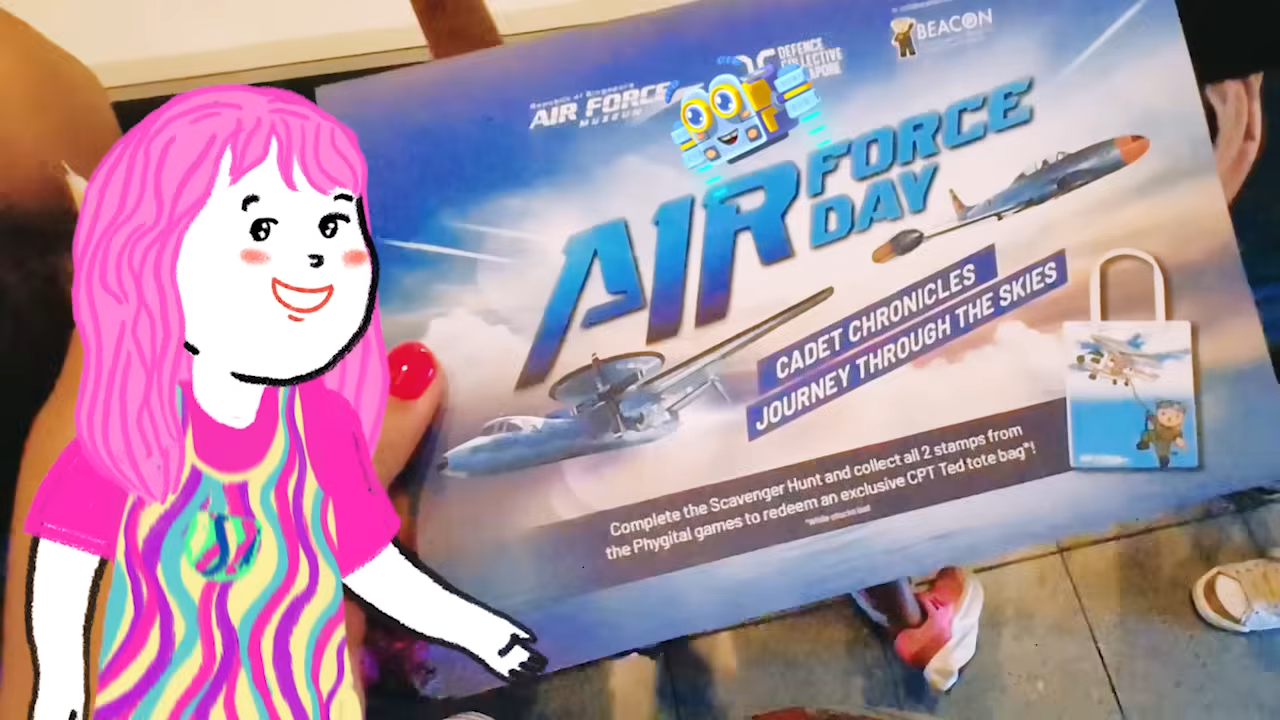 Republic of Singapore
AIR FORCE
MUSEUM
DEFENCE
COLLECTIVE
BEACON
AIR FORCE
DAY
CADET CHRONICLES
JOURNEY THROUGH THE SKIES
Complete the Scavenger Hunt and collect all 2 stamps from
the Phygital games to redeem an exclusive CPT Ted tote bag*!
*While stocks last